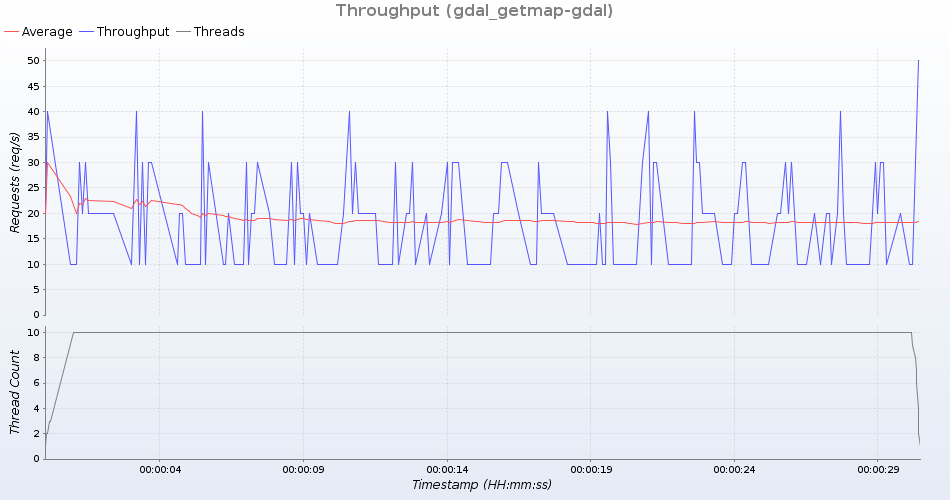 Throughput (gdal_getmap-gdal)
Average Throughput Threads
Requests (req/s)
50
45
40
35
30
25
20
15
10
5
0
Thread Count
10
8
6
4
2
0
00:00:04 00:00:09 00:00:14 00:00:19 00:00:24 00:00:29
Timestamp (HH:mm:ss)